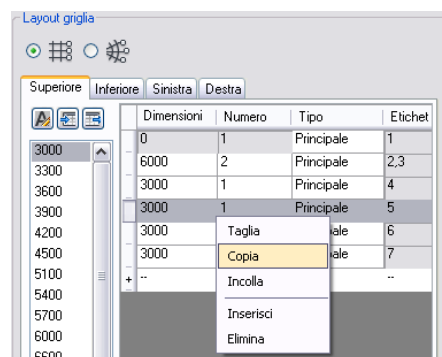 Layout griglia
Superiore Inferiore Sinistra Destra
Dimensioni Numero Tipo Etichet
0 1 Principale 1
6000 2 Principale 2,3
3000 1 Principale 4
3000 1 Principale 5
3000 6
3000 7
+ -- --
3000
3300
3600
3900
4200
4500
5100
5400
5700
6000
6600
Taglia
Copia
Incolla
Inserisci
Elimina